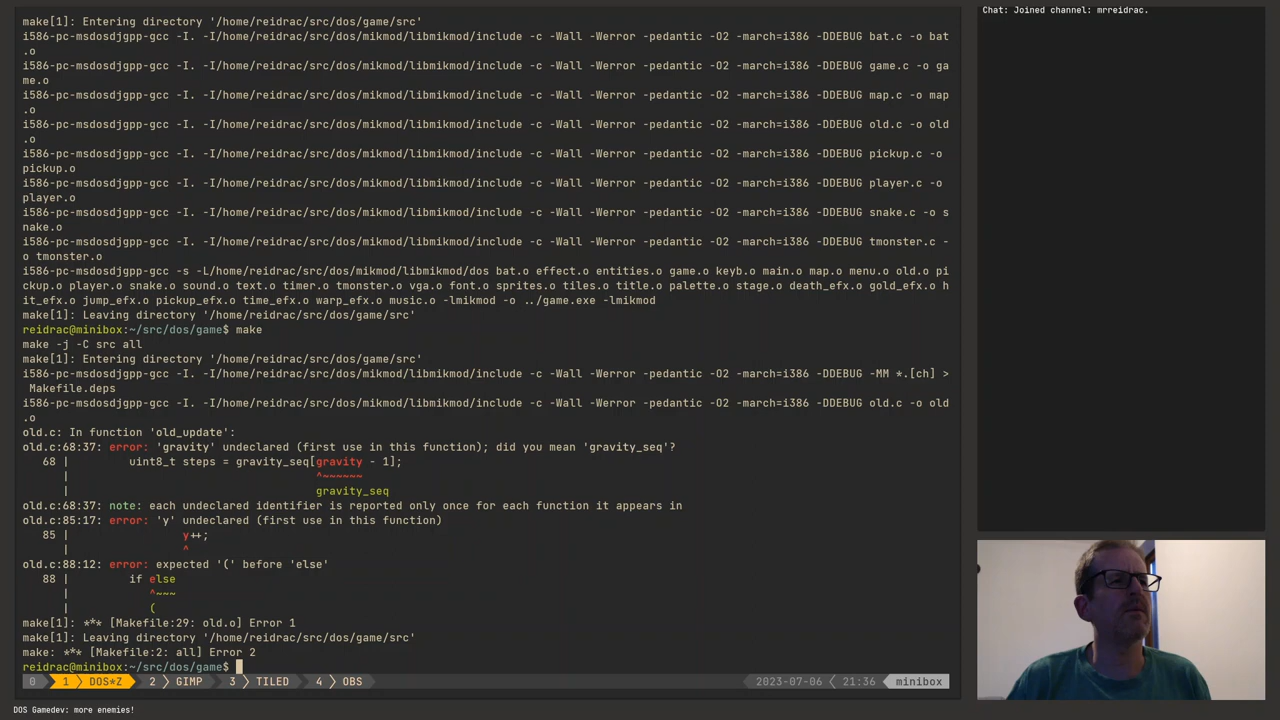 make[1]: Entering directory '/home/reidrac/src/dos/game/src'
i586-pc-msdosdjgpp-gcc -I. -I/home/reidrac/src/dos/mikmod/libmikmod/include -c -Wall -Werror -pedantic -O2 -march=i386 -DDEBUG bat.c -o bat
.o
i586-pc-msdosdjgpp-gcc -I. -I/home/reidrac/src/dos/mikmod/libmikmod/include -c -Wall -Werror -pedantic -O2 -march=i386 -DDEBUG game.c -o ga
me.o
i586-pc-msdosdjgpp-gcc -I. -I/home/reidrac/src/dos/mikmod/libmikmod/include -c -Wall -Werror -pedantic -O2 -march=i386 -DDEBUG map.c -o map
.o
i586-pc-msdosdjgpp-gcc -I. -I/home/reidrac/src/dos/mikmod/libmikmod/include -c -Wall -Werror -pedantic -O2 -march=i386 -DDEBUG old.c -o old
.o
i586-pc-msdosdjgpp-gcc -I. -I/home/reidrac/src/dos/mikmod/libmikmod/include -c -Wall -Werror -pedantic -O2 -march=i386 -DDEBUG pickup.c -o
pickup.o
i586-pc-msdosdjgpp-gcc -I. -I/home/reidrac/src/dos/mikmod/libmikmod/include -c -Wall -Werror -pedantic -O2 -march=i386 -DDEBUG player.c -o
player.o
i586-pc-msdosdjgpp-gcc -I. -I/home/reidrac/src/dos/mikmod/libmikmod/include -c -Wall -Werror -pedantic -O2 -march=i386 -DDEBUG snake.c -o s
nake.o
i586-pc-msdosdjgpp-gcc -I. -I/home/reidrac/src/dos/mikmod/libmikmod/include -c -Wall -Werror -pedantic -O2 -march=i386 -DDEBUG tmonster.c -
o tmonster.o
i586-pc-msdosdjgpp-gcc -s -L/home/reidrac/src/dos/mikmod/libmikmod/dos bat.o effect.o entities.o game.o keyb.o main.o map.o menu.o old.o pi
ckup.o player.o snake.o sound.o text.o timer.o tmonster.o vga.o font.o sprites.o tiles.o title.o palette.o stage.o death_efx.o gold_efx.o h
it_efx.o jump_efx.o pickup_efx.o time_efx.o warp_efx.o music.o -lmikmod -o ../game.exe -lmikmod
make[1]: Leaving directory '/home/reidrac/src/dos/game/src'
reidrac@minibox:~/src/dos/game$ make
make -j -C src all
make[1]: Entering directory '/home/reidrac/src/dos/game/src'
i586-pc-msdosdjgpp-gcc -I. -I/home/reidrac/src/dos/mikmod/libmikmod/include -c -Wall -Werror -pedantic -O2 -march=i386 -DDEBUG -MM *.[ch] >
Makefile.deps
i586-pc-msdosdjgpp-gcc -I. -I/home/reidrac/src/dos/mikmod/libmikmod/include -c -Wall -Werror -pedantic -O2 -march=i386 -DDEBUG old.c -o old
.o
old.c: In function 'old_update':
old.c:68:37: error: 'gravity' undeclared (first use in this function); did you mean 'gravity_seq'?
68 | uint8_t steps = gravity_seq[gravity - 1];
| ^~~~~~~
| gravity_seq
old.c:68:37: note: each undeclared identifier is reported only once for each function it appears in
old.c:85:17: error: 'y' undeclared (first use in this function)
85 | y++;
| ^
old.c:88:12: error: expected '(' before 'else'
88 | if else
| ^~~~
| (
make[1]: *** [Makefile:29: old.o] Error 1
make[1]: Leaving directory '/home/reidrac/src/dos/game/src'
make: *** [Makefile:2: all] Error 2
reidrac@minibox:~/src/dos/game$
0 1 DOS*Z 2 GIMP 3 TILED 4 OBS 2023-07-06 21:36 minibox
DOS Gamedev: more enemies!
Chat: Joined channel: mrreidrac.